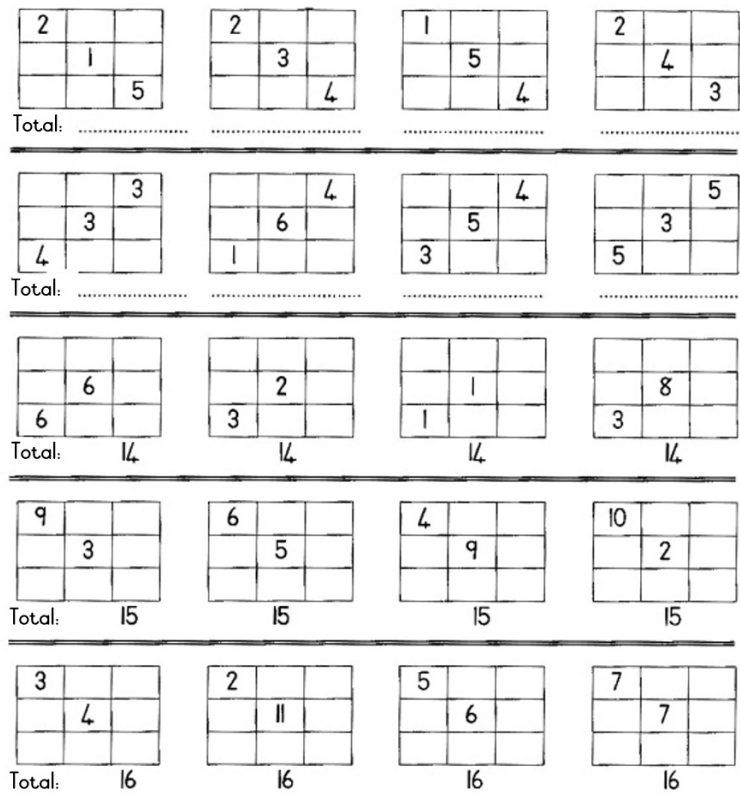 2 2 1 2
1 3 5 4
5 4 4 3
Total: ........................ ........................ ........................ ........................
3 4 4 5
3 6 5 3
4 1 3 5
Total: ........................ ........................ ........................ ........................
6 2 1 8
6 3 1 3
Total: 14 14 14 14
9 6 4 10
3 5 9 2
Total: 15 15 15 15
3 2 5 7
4 11 6 7
Total: 16 16 16 16